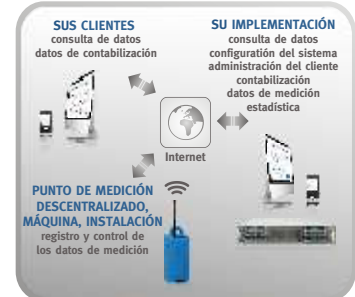 SUS CLIENTES
consulta de datos
datos de contabilización
SU IMPLEMENTACIÓN
consulta de datos
configuración del sistema
administración del cliente
contabilización
datos de medición
estadística
Internet
PUNTO DE MEDICIÓN
DESCENTRALIZADO,
MÁQUINA, INSTALACIÓN
registro y control de
los datos de medición